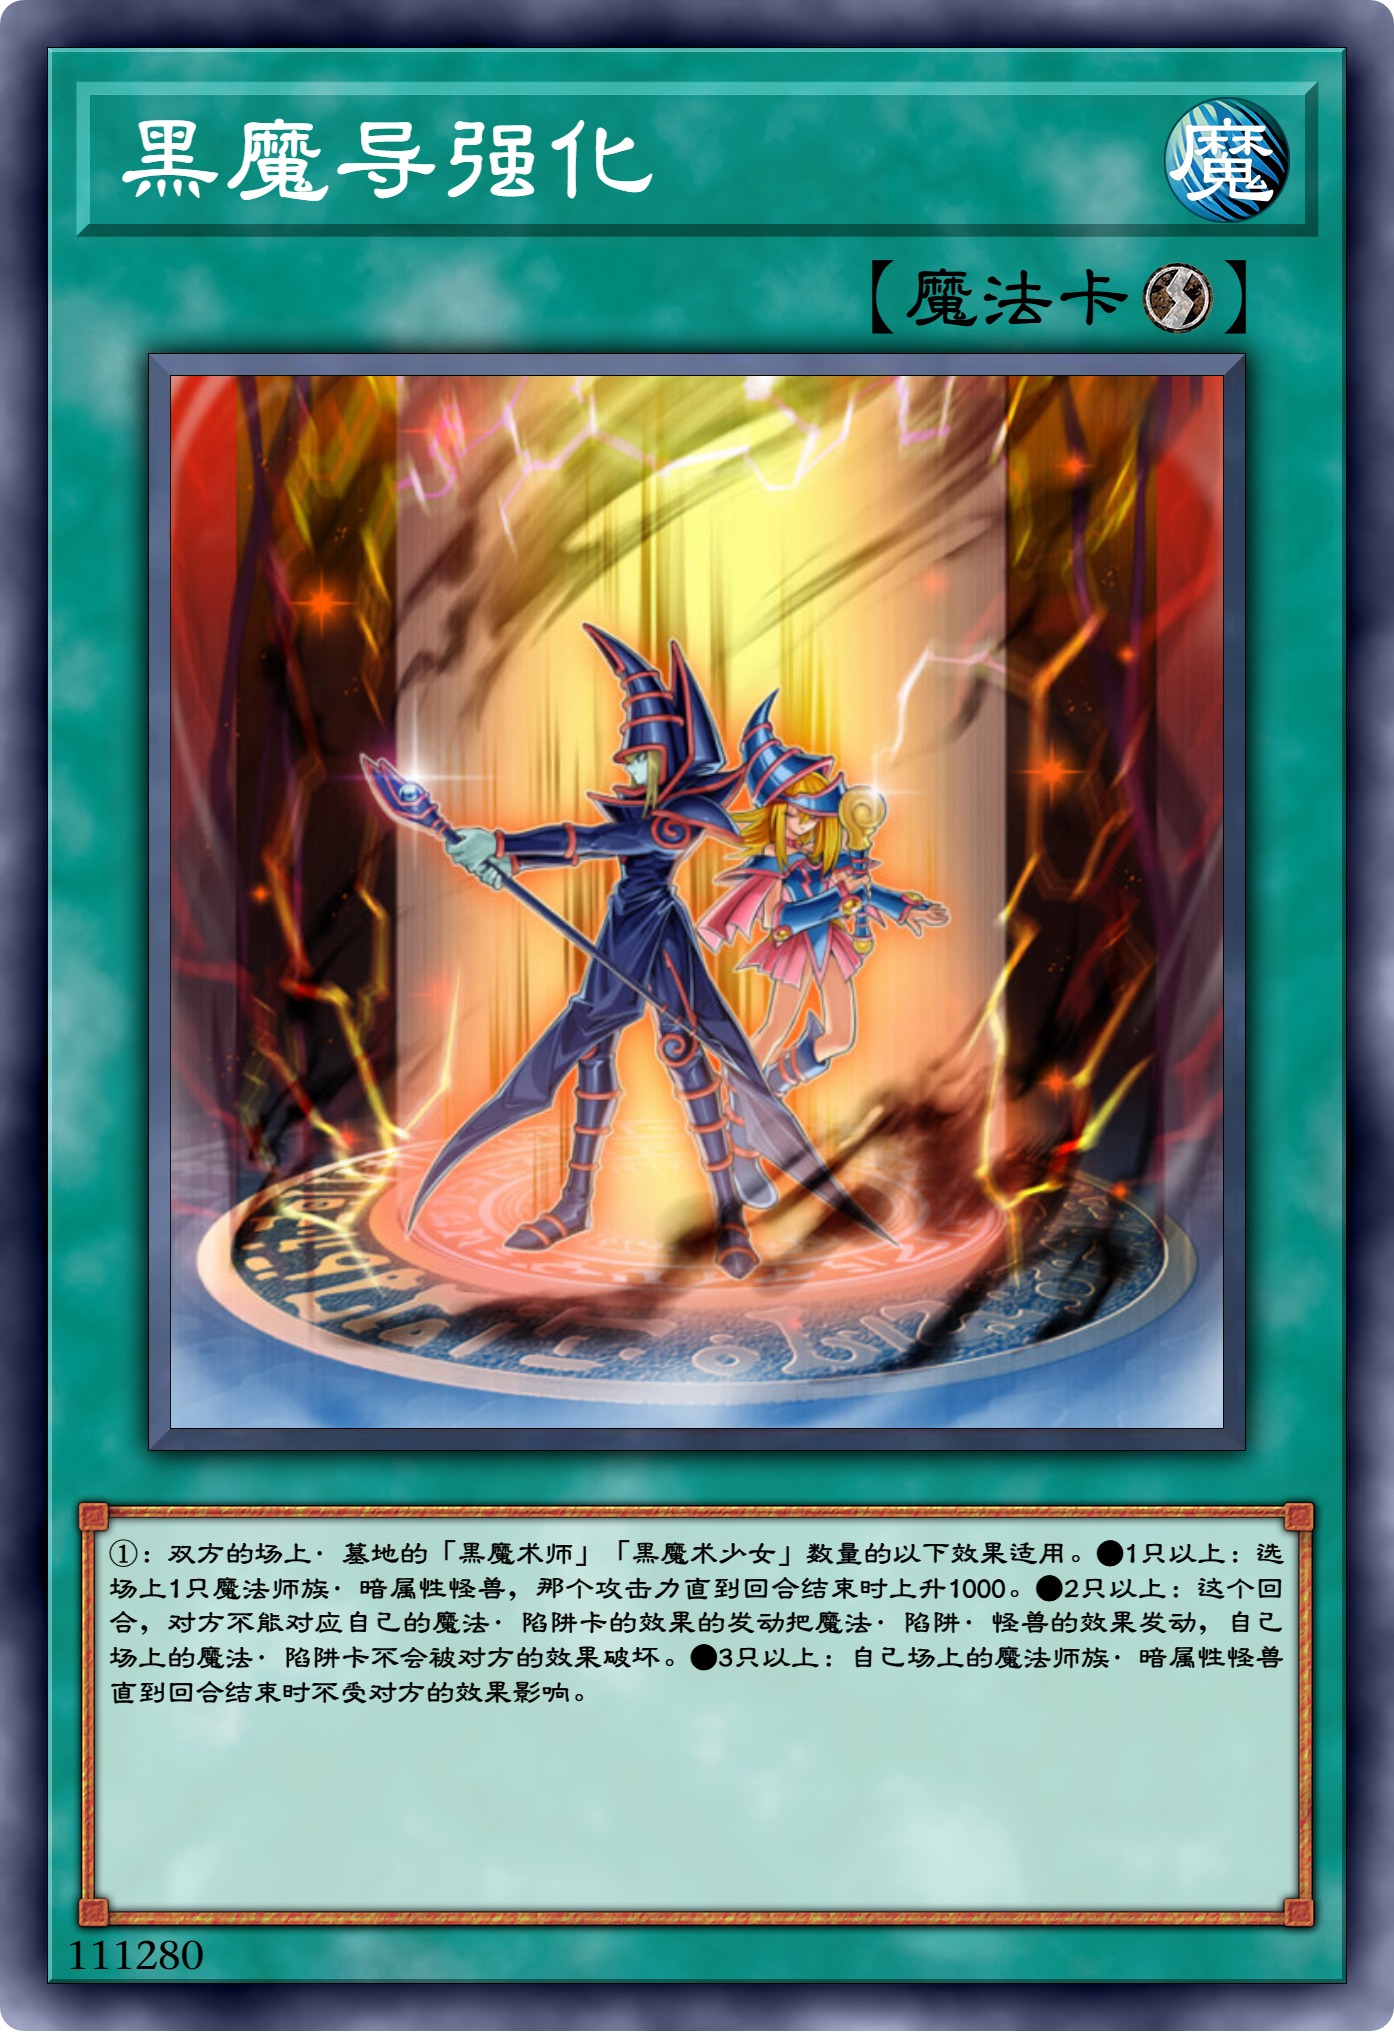 黑魔导强化
魔
【魔法卡】
①：双方的场上·墓地的「黑魔术师」「黑魔术少女」数量的以下效果适用。●1只以上：选
场上1只魔法师族·暗属性怪兽，那个攻击力直到回合结束时上升1000。●2只以上：这个回
合，对方不能对应自己的魔法·陷阱卡的效果的发动把魔法·陷阱·怪兽的效果发动，自己
场上的魔法·陷阱卡不会被对方的效果破坏。●3只以上：自己场上的魔法师族·暗属性怪兽
直到回合结束时不受对方的效果影响。
111280